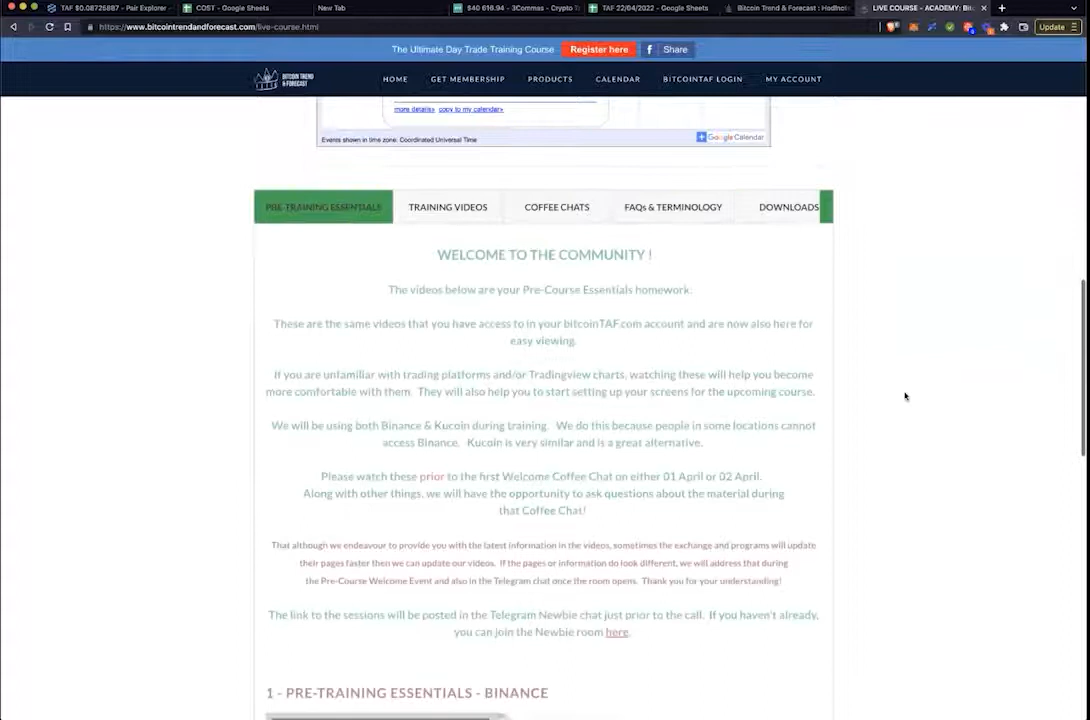 TAF $0.08725887 - Pair Explorer
COST - Google Sheets
New Tab
$40 616.94 - 3Commas - Crypto T
TAF 22/04/2022 - Google Sheets
Bitcoin Trend & Forecast : Hodlnot
LIVE COURSE - ACADEMY: Bit
https://www.bitcointrendandforecast.com/live-course.html
Update
The Ultimate Day Trade Training Course
Register here
Share
BITCOIN TREND & FORECAST
HOME
GET MEMBERSHIP
PRODUCTS
CALENDAR
BITCOINTAF LOGIN
MY ACCOUNT
more details» copy to my calendar»
Events shown in time zone: Coordinated Universal Time
Google Calendar
PRE-TRAINING ESSENTIALS
TRAINING VIDEOS
COFFEE CHATS
FAQs & TERMINOLOGY
DOWNLOADS
WELCOME TO THE COMMUNITY !
The videos below are your Pre-Course Essentials homework.
These are the same videos that you have access to in your bitcoinTAF.com account and are now also here for
easy viewing.
If you are unfamiliar with trading platforms and/or Tradingview charts, watching these will help you become
more comfortable with them. They will also help you to start setting up your screens for the upcoming course.
We will be using both Binance & Kucoin during training. We do this because people in some locations cannot
access Binance. Kucoin is very similar and is a great alternative.
Please watch these prior to the first Welcome Coffee Chat on either 01 April or 02 April.
Along with other things, we will have the opportunity to ask questions about the material during
that Coffee Chat!
That although we endeavour to provide you with the latest information in the videos, sometimes the exchange and programs will update
their pages faster then we can update our videos. If the pages or information do look different, we will address that during
the Pre-Course Welcome Event and also in the Telegram chat once the room opens. Thank you for your understanding!
The link to the sessions will be posted in the Telegram Newbie chat just prior to the call. If you haven't already,
you can join the Newbie room here.
1 - PRE-TRAINING ESSENTIALS - BINANCE